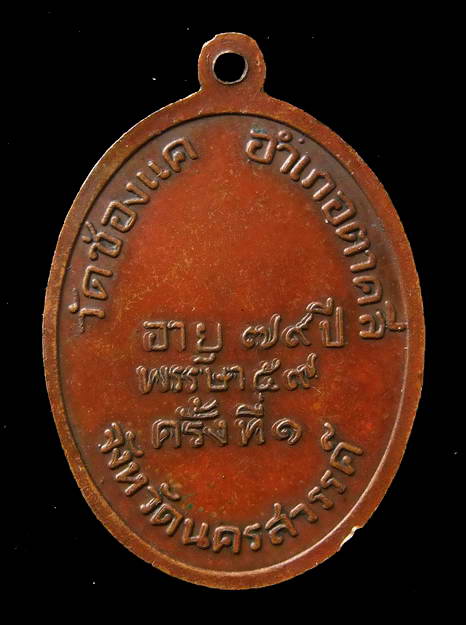 วัดช่องแค อำเภอตาคลี
อายุ ๗๙ ปี
พรรษา ๕๙
ครั้งที่ ๑
จังหวัดนครสวรรค์